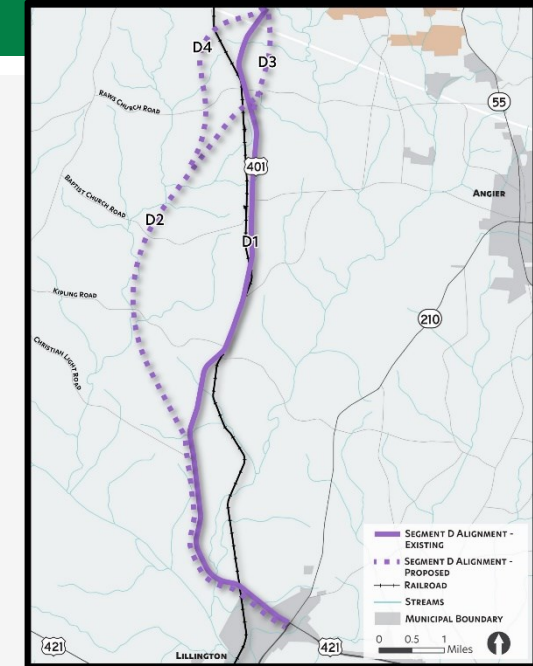 D4
D3
Raws Church Road
55
401
Angier
Baptist Church Road
D2
D1
Kipling Road
210
Christian Light Road
Segment D Alignment -
Existing
Segment D Alignment -
Proposed
Railroad
Streams
Municipal Boundary
0 0.5 1 Miles
421
Lillington
421